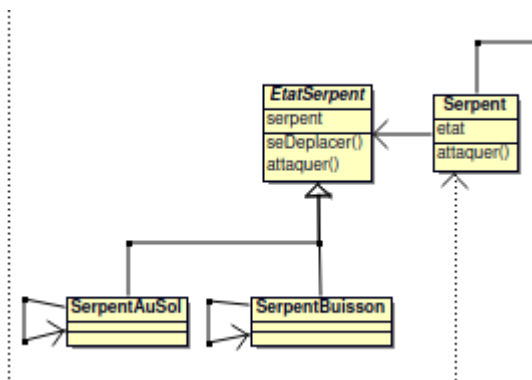 EtatSerpent
serpent
seDeplacer()
attaquer()
Serpent
etat
attaquer()
SerpentAuSol
SerpentBuisson